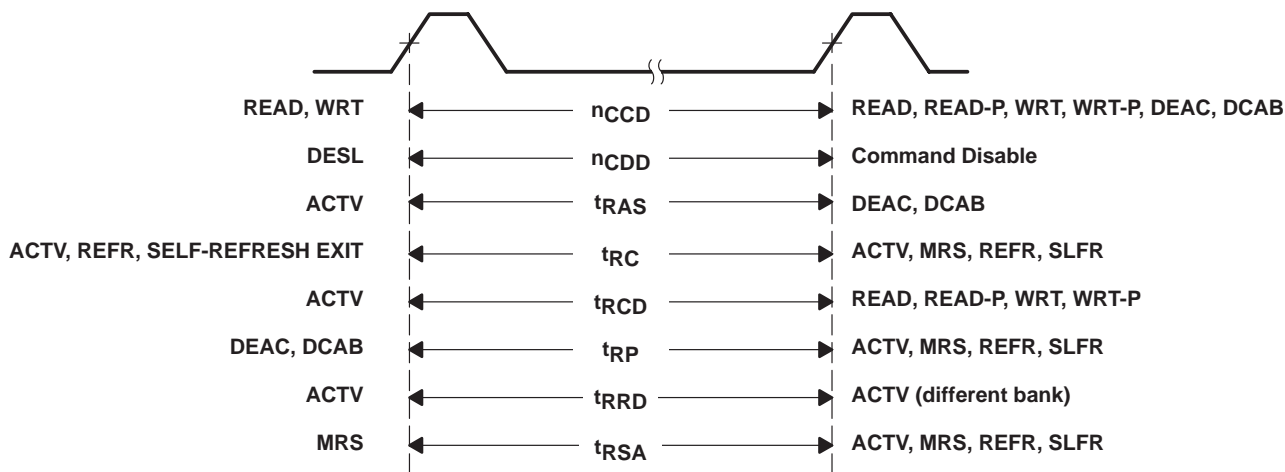 READ, WRT nCCD READ, READ-P, WRT, WRT-P, DEAC, DCAB
DESL nCDD Command Disable
ACTV tRAS DEAC, DCAB
ACTV, REFR, SELF-REFRESH EXIT tRC ACTV, MRS, REFR, SLFR
ACTV tRCD READ, READ-P, WRT, WRT-P
DEAC, DCAB tRP ACTV, MRS, REFR, SLFR
ACTV tRRD ACTV (different bank)
MRS tRSA ACTV, MRS, REFR, SLFR